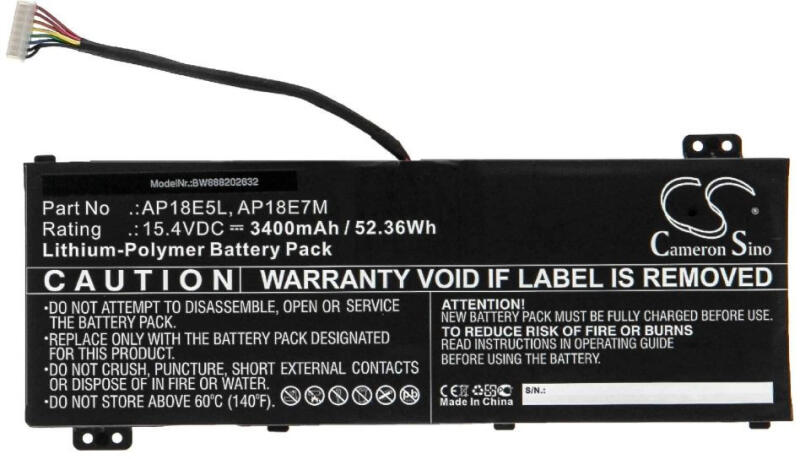 ModelNr.:BW888202632
Part No .: AP18E5L, AP18E7M
Rating .: 15.4VDC ⎓ 3400mAh / 52.36Wh
Lithium-Polymer Battery Pack
CS
Cameron Sino
CAUTION
WARRANTY VOID IF LABEL IS REMOVED
•DO NOT ATTEMPT TO DISASSEMBLE, OPEN OR SERVICE
THE BATTERY PACK.
•REPLACE ONLY WITH THE BATTERY PACK DESIGNATED
FOR THIS PRODUCT.
•DO NOT CRUSH, PUNCTURE, SHORT EXTERNAL CONTACTS
OR DISPOSE OF IN FIRE OR WATER.
•DO NOT STORE ABOVE 60°C (140°F).
ATTENTION!
NEW BATTERY PACK MUST BE FULLY CHARGED BEFORE USE.
TO REDUCE RISK OF FIRE OR BURNS
READ INSTRUCTIONS IN OPERATING GUIDE
BEFORE USING THE BATTERY.
CE
Made In China
S/N.: